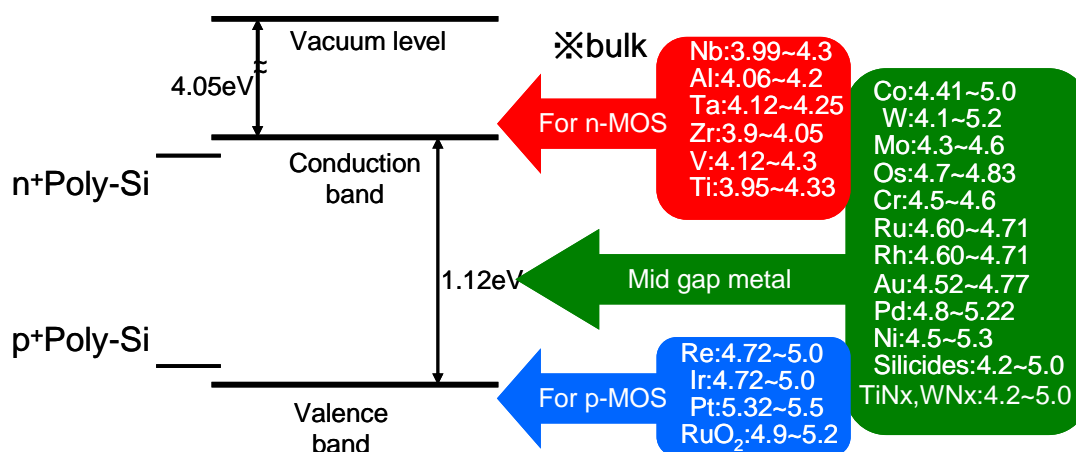 Vacuum level
4.05eV
≈
Conduction
band
n⁺Poly-Si
1.12eV
p⁺Poly-Si
Valence
band
※bulk
For n-MOS
Nb:3.99~4.3
Al:4.06~4.2
Ta:4.12~4.25
Zr:3.9~4.05
V:4.12~4.3
Ti:3.95~4.33
Mid gap metal
Co:4.41~5.0
W:4.1~5.2
Mo:4.3~4.6
Os:4.7~4.83
Cr:4.5~4.6
Ru:4.60~4.71
Rh:4.60~4.71
Au:4.52~4.77
Pd:4.8~5.22
Ni:4.5~5.3
Silicides:4.2~5.0
TiNx,WNx:4.2~5.0
For p-MOS
Re:4.72~5.0
Ir:4.72~5.0
Pt:5.32~5.5
RuO₂:4.9~5.2